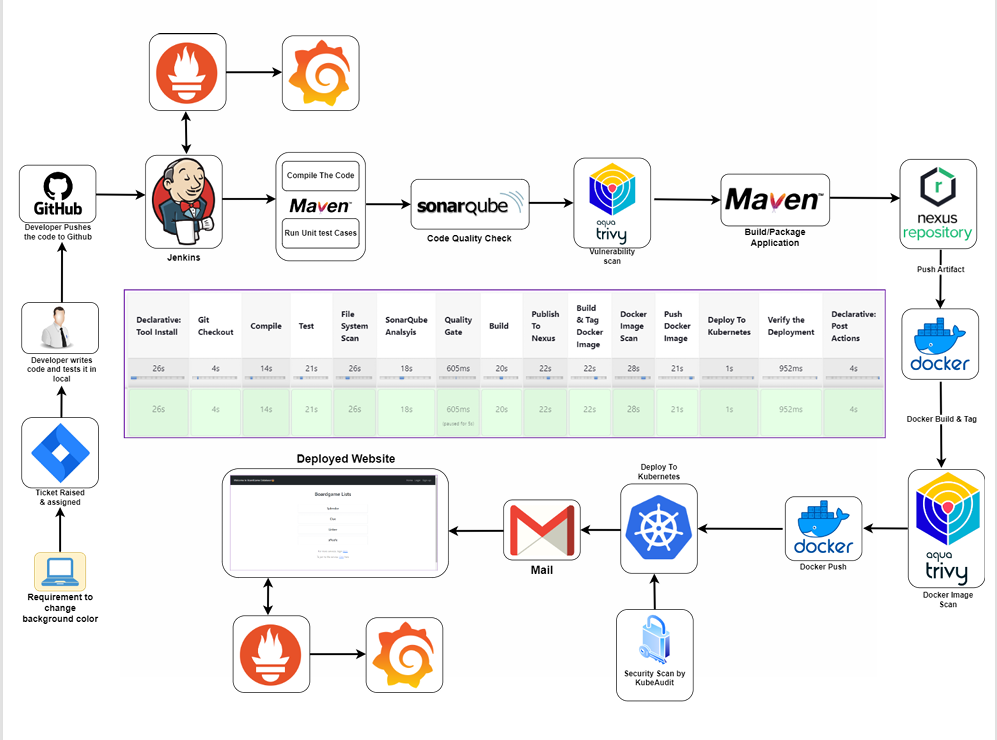 GitHub
Developer Pushes
the code to Github
Jenkins
Compile The Code
Maven™
Run Unit test Cases
sonarqube
Code Quality Check
aqua
trivy
Vulnerability
scan
Maven™
Build/Package
Application
nexus
repository
Push Artifact
Developer writes
code and tests it in
local
Ticket Raised
& assigned
Requirement to
change
background color
Declarative:
Tool Install
Git
Checkout
Compile
Test
File
System
Scan
SonarQube
Analsyis
Quality
Gate
Build
Publish
To
Nexus
Build
& Tag
Docker
Image
Docker
Image
Scan
Push
Docker
Image
Deploy To
Kubernetes
Verify the
Deployment
Declarative:
Post
Actions
26s 4s 14s 21s 26s 18s 605ms 20s 22s 22s 28s 21s 1s 952ms 4s
26s 4s 14s 21s 26s 18s 605ms 20s 22s 22s 28s 21s 1s 952ms 4s
(paused for 5s)
docker
Docker Build & Tag
aqua
trivy
Docker Image
Scan
docker
Docker Push
Deploy To
Kubernetes
Security Scan by
KubeAudit
Mail
Deployed Website
Boardgame Lists